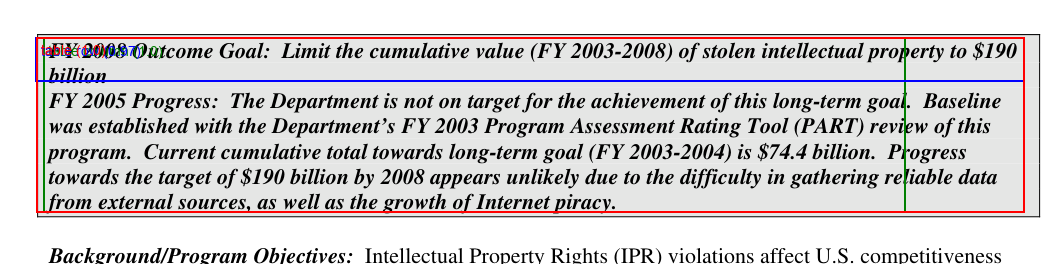 FY 2008 Outcome Goal:  Limit the cumulative value (FY 2003-2008) of stolen intellectual property to $190
billion
FY 2005 Progress:  The Department is not on target for the achievement of this long-term goal.  Baseline
was established with the Department's FY 2003 Program Assessment Rating Tool (PART) review of this
program.  Current cumulative total towards long-term goal (FY 2003-2004) is $74.4 billion.  Progress
towards the target of $190 billion by 2008 appears unlikely due to the difficulty in gathering reliable data
from external sources, as well as the growth of Internet piracy.
Background/Program Objectives:  Intellectual Property Rights (IPR) violations affect U.S. competitiveness